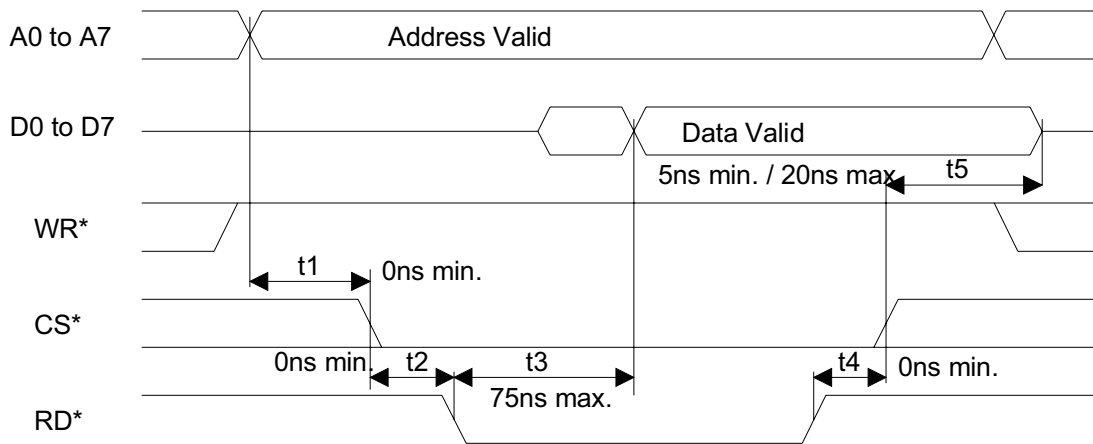 A0 to A7
Address Valid
D0 to D7
Data Valid
5ns min. / 20ns max
t5
WR*
t1
0ns min.
CS*
0ns min.
t2
t3
t4
0ns min.
75ns max.
RD*